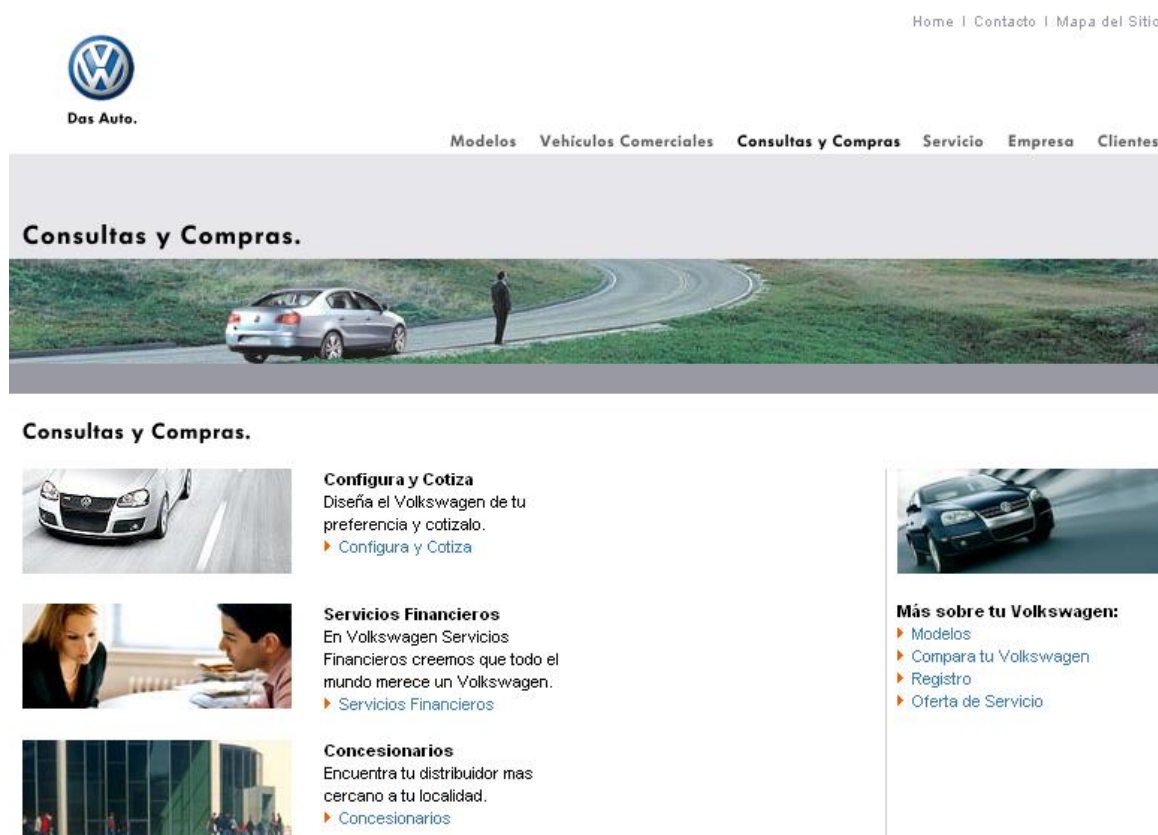 Home | Contacto | Mapa del Sitio
Das Auto.
Modelos Vehículos Comerciales Consultas y Compras Servicio Empresa Clientes
Consultas y Compras.
Consultas y Compras.
Configura y Cotiza
Diseña el Volkswagen de tu
preferencia y cotizalo.
Configura y Cotiza
Servicios Financieros
En Volkswagen Servicios
Financieros creemos que todo el
mundo merece un Volkswagen.
Servicios Financieros
Concesionarios
Encuentra tu distribuidor mas
cercano a tu localidad.
Concesionarios
Más sobre tu Volkswagen:
Modelos
Compara tu Volkswagen
Registro
Oferta de Servicio